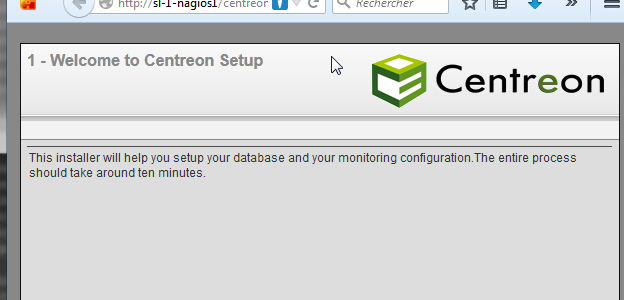 http://sl-1-nagios1/centreor
Rechercher
1 - Welcome to Centreon Setup
Centreon
This installer will help you setup your database and your monitoring configuration.The entire process
should take around ten minutes.